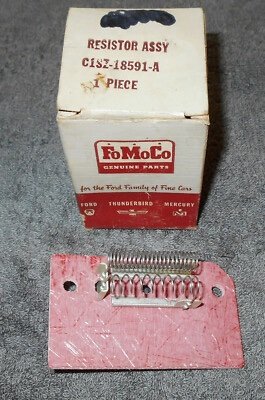 RESISTOR ASSY
C1SZ-18591-A
1 PIECE
FoMoCo
GENUINE PARTS
for the Ford Family of Fine Cars
FORD THUNDERBIRD MERCURY